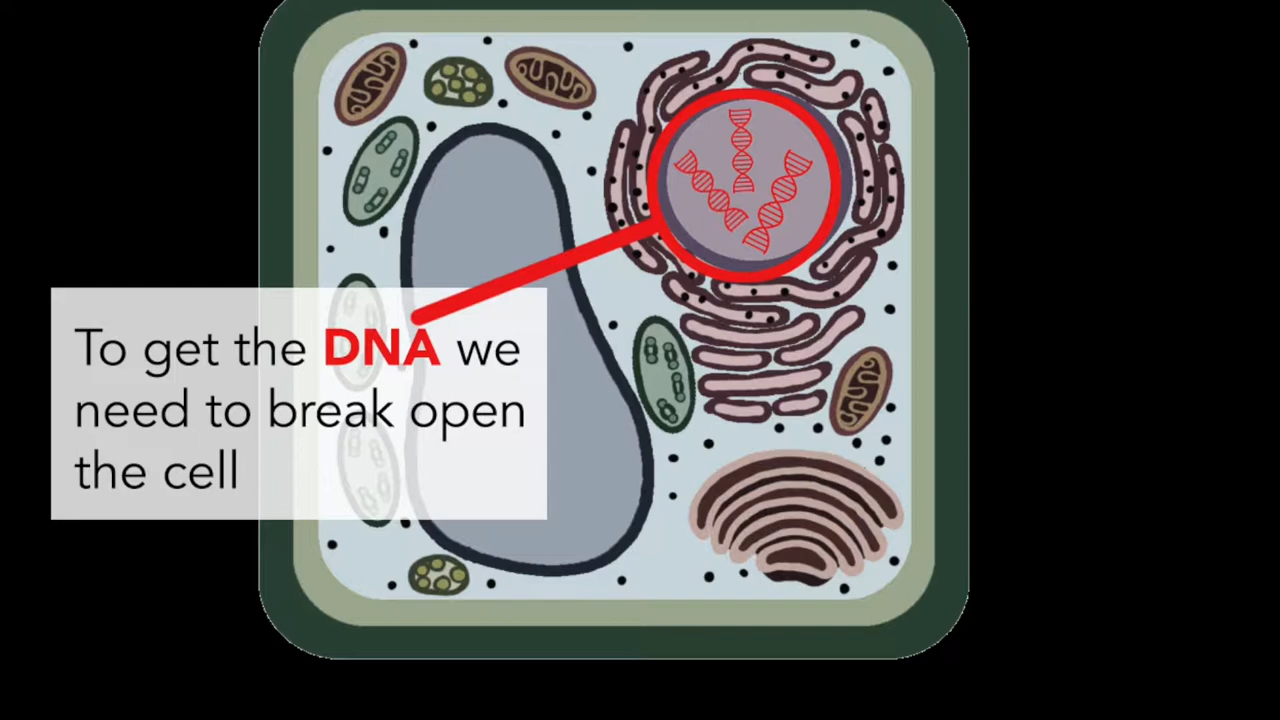 To get the DNA we
need to break open
the cell